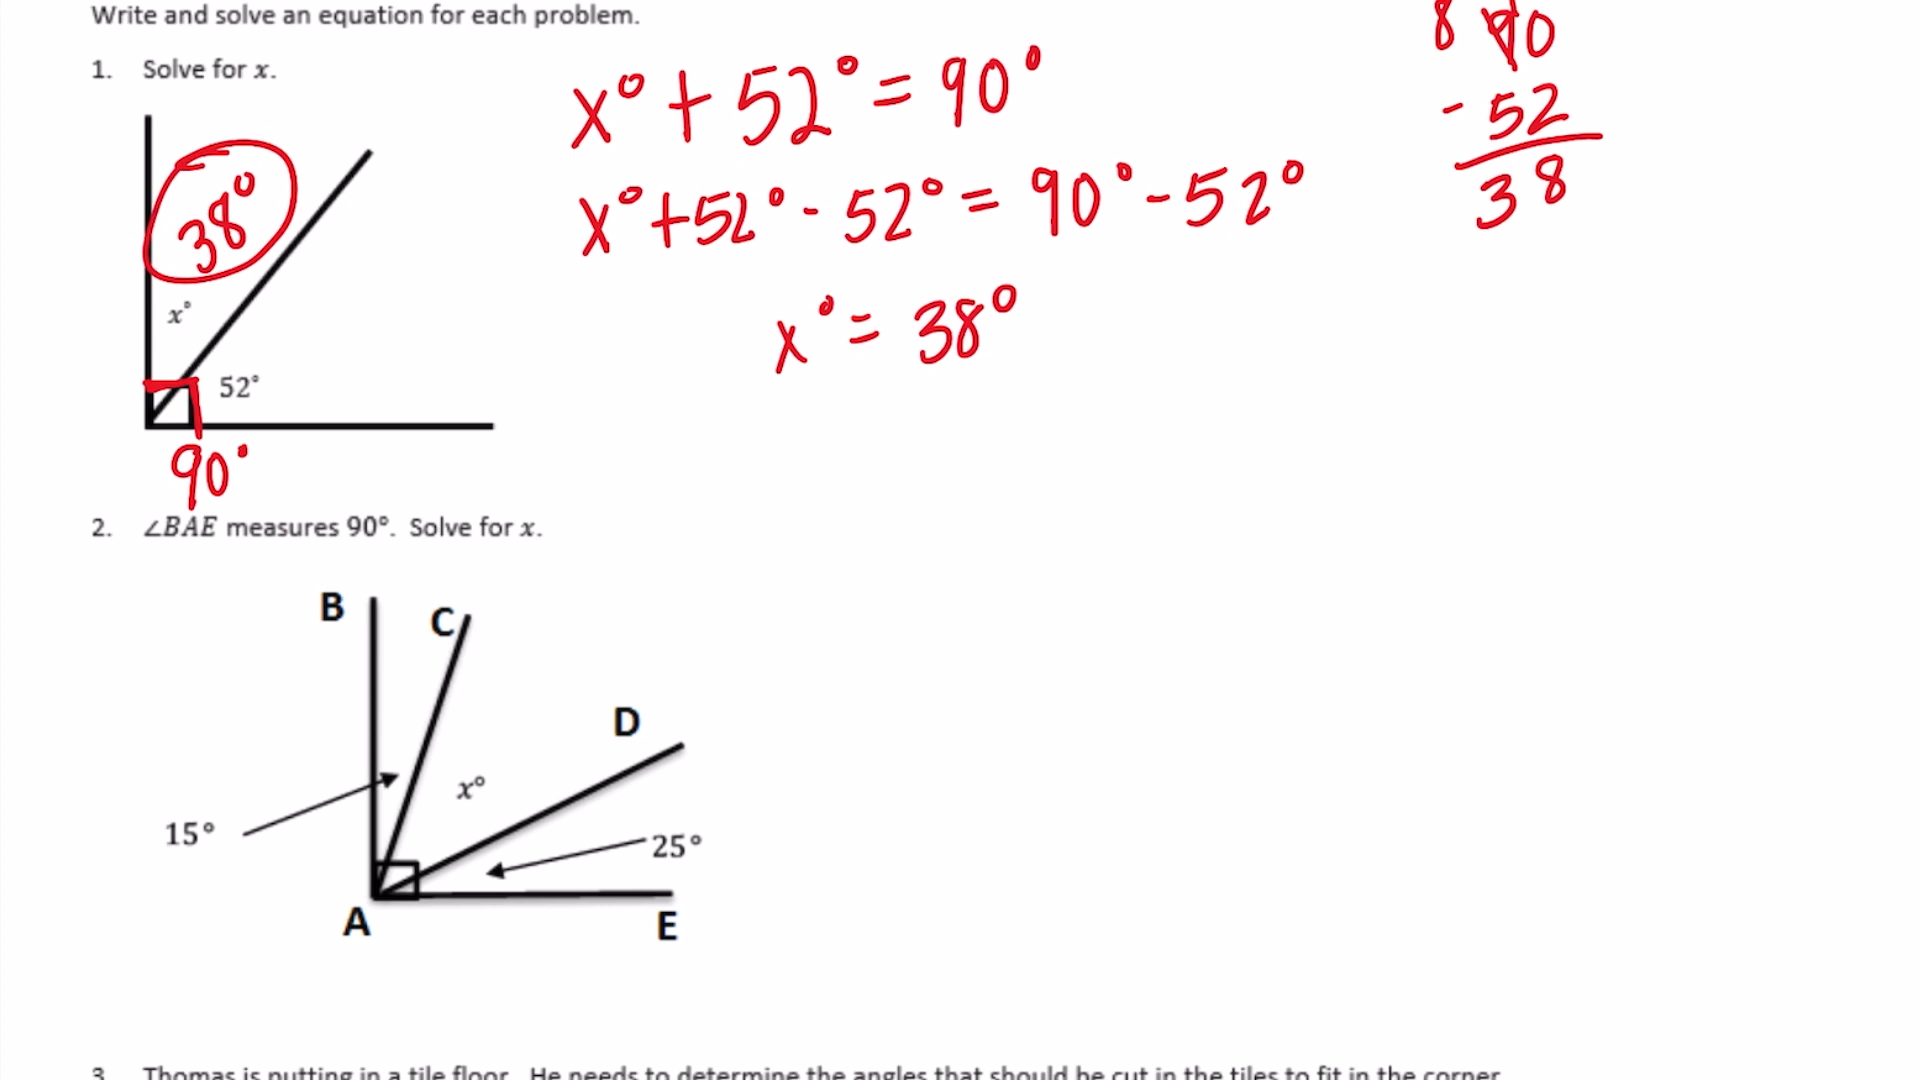 Write and solve an equation for each problem.
1. Solve for x.
x° + 52° = 90°
x° + 52° - 52° = 90° - 52°
x° = 38°
8 90
- 52
38
38°
x°
52°
90°
2. ∠BAE measures 90°. Solve for x.
B
C
D
x°
15°
25°
A
E
3. Thomas is putting in a tile floor. He needs to determine the angles that should be cut in the tiles to fit in the corner.